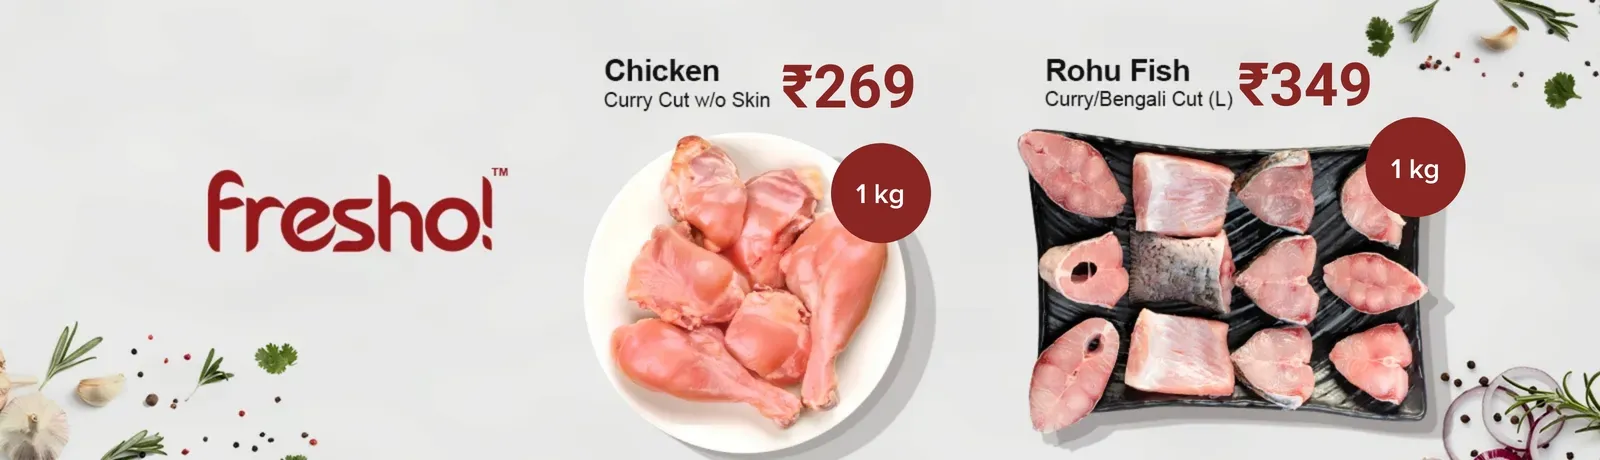 fresho!™
Chicken
Curry Cut w/o Skin
₹269
1 kg
Rohu Fish
Curry/Bengali Cut (L)
₹349
1 kg